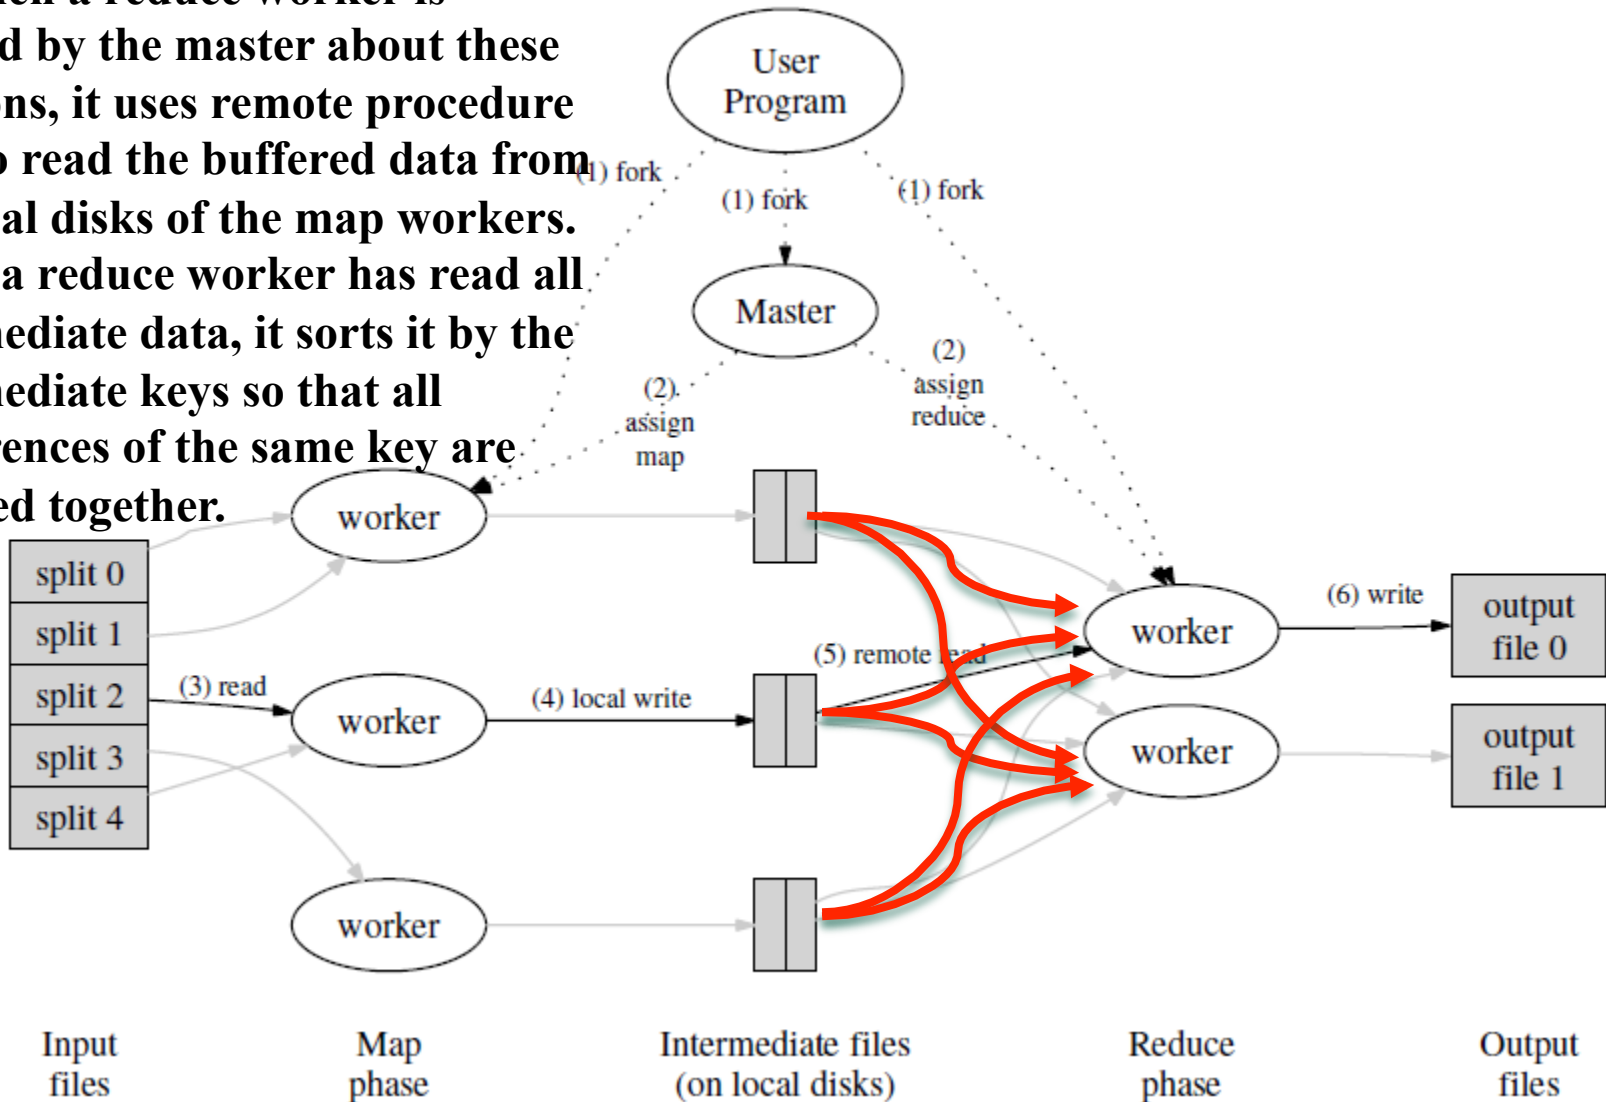 d by the master about these
ons, it uses remote procedure
o read the buffered data from
al disks of the map workers.
a reduce worker has read all
nediate data, it sorts it by the
nediate keys so that all
rences of the same key are
ed together.
User
Program
(1) fork
(1) fork
(1) fork
Master
(2)
assign
map
(2)
assign
reduce
worker
split 0
split 1
split 2
split 3
split 4
(3) read
worker
(4) local write
(5) remote read
worker
worker
worker
(6) write
output
file 0
output
file 1
Input
files
Map
phase
Intermediate files
(on local disks)
Reduce
phase
Output
files